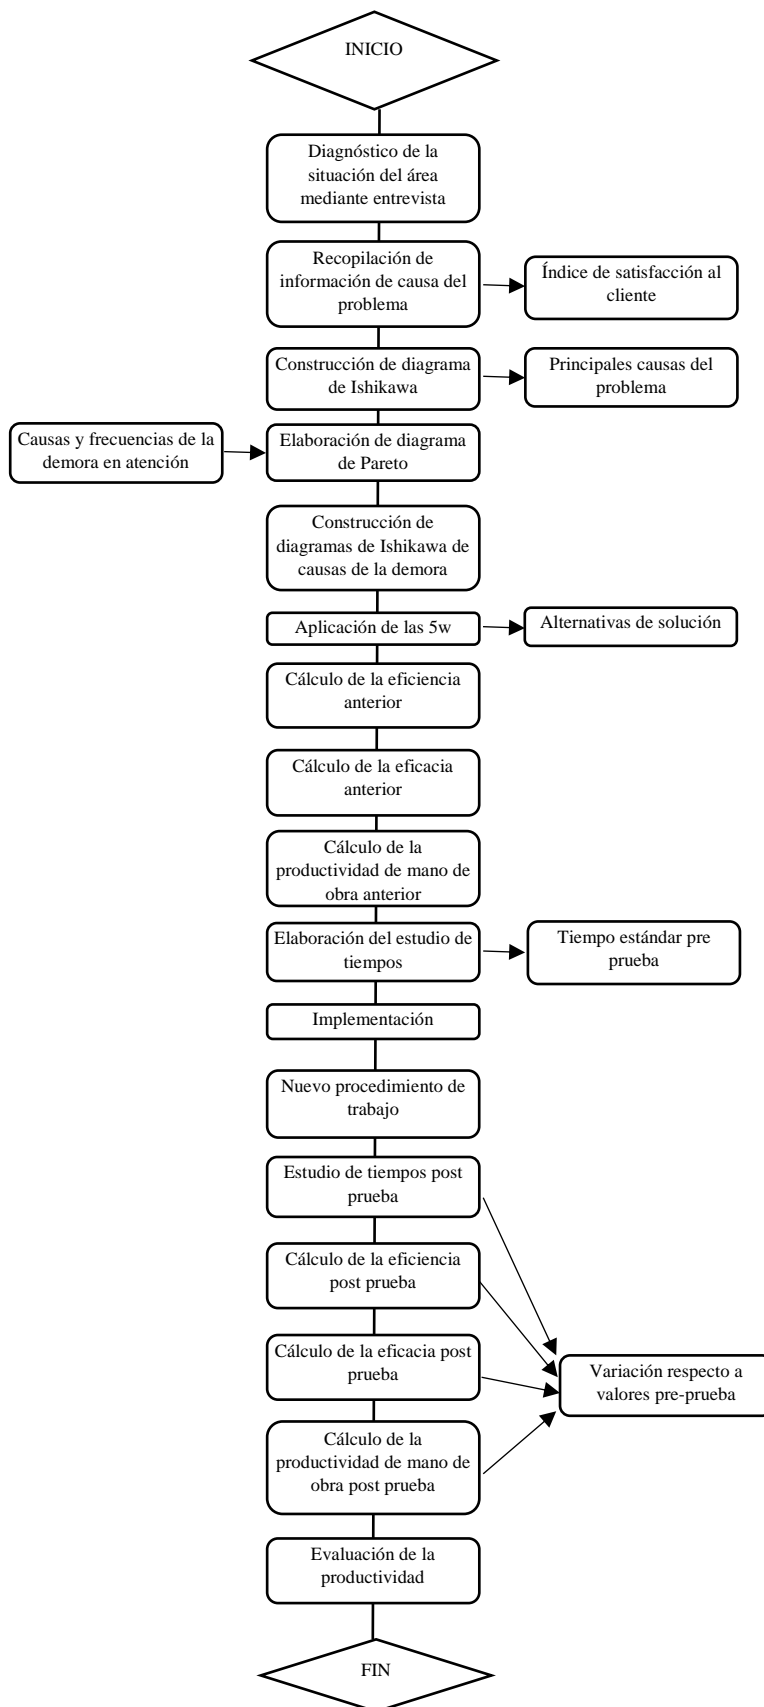 INICIO
Diagnóstico de la
situación del área
mediante entrevista
Recopilación de
información de causa del
problema
Índice de satisfacción al
cliente
Construcción de diagrama
de Ishikawa
Principales causas del
problema
Causas y frecuencias de la
demora en atención
Elaboración de diagrama
de Pareto
Construcción de
diagramas de Ishikawa de
causas de la demora
Aplicación de las 5w
Alternativas de solución
Cálculo de la eficiencia
anterior
Cálculo de la eficacia
anterior
Cálculo de la
productividad de mano de
obra anterior
Elaboración del estudio de
tiempos
Tiempo estándar pre
prueba
Implementación
Nuevo procedimiento de
trabajo
Estudio de tiempos post
prueba
Cálculo de la eficiencia
post prueba
Cálculo de la eficacia post
prueba
Variación respecto a
valores pre-prueba
Cálculo de la
productividad de mano de
obra post prueba
Evaluación de la
productividad
FIN